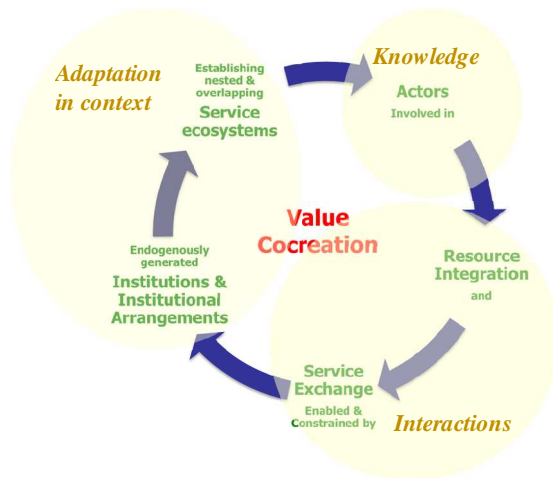 Adaptation
in context
Establishing
nested &
overlapping
Service
ecosystems
Knowledge
Actors
Involved in
Value
Cocreation
Resource
Integration
and
Service
Exchange
Enabled &
Constrained by
Interactions
Endogenously
generated
Institutions &
Institutional
Arrangements